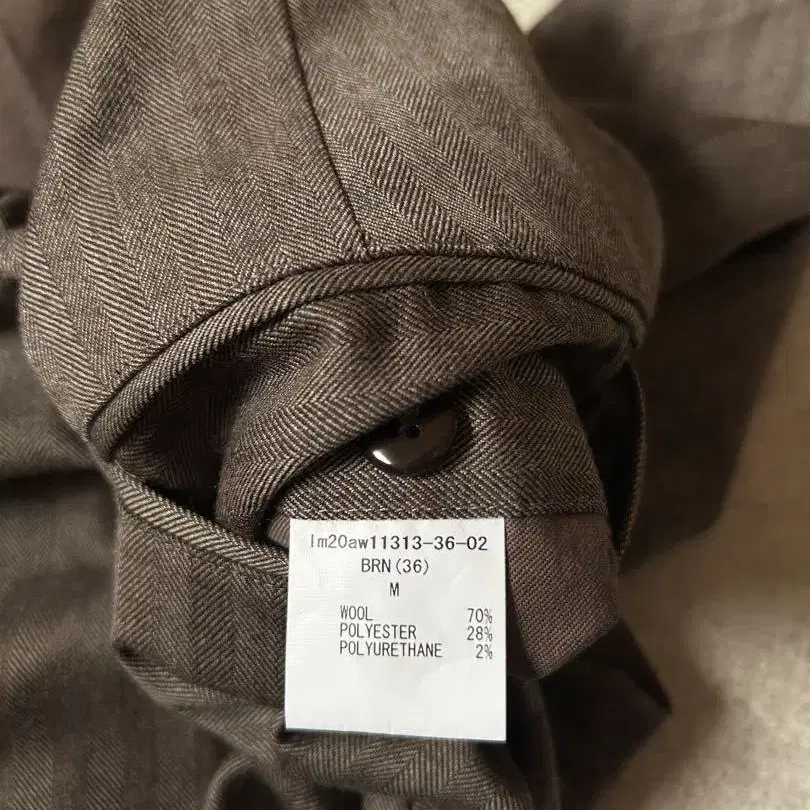 lm20aw11313-36-02
BRN(36)
M
WOOL 70%
POLYESTER 28%
POLYURETHANE 2%